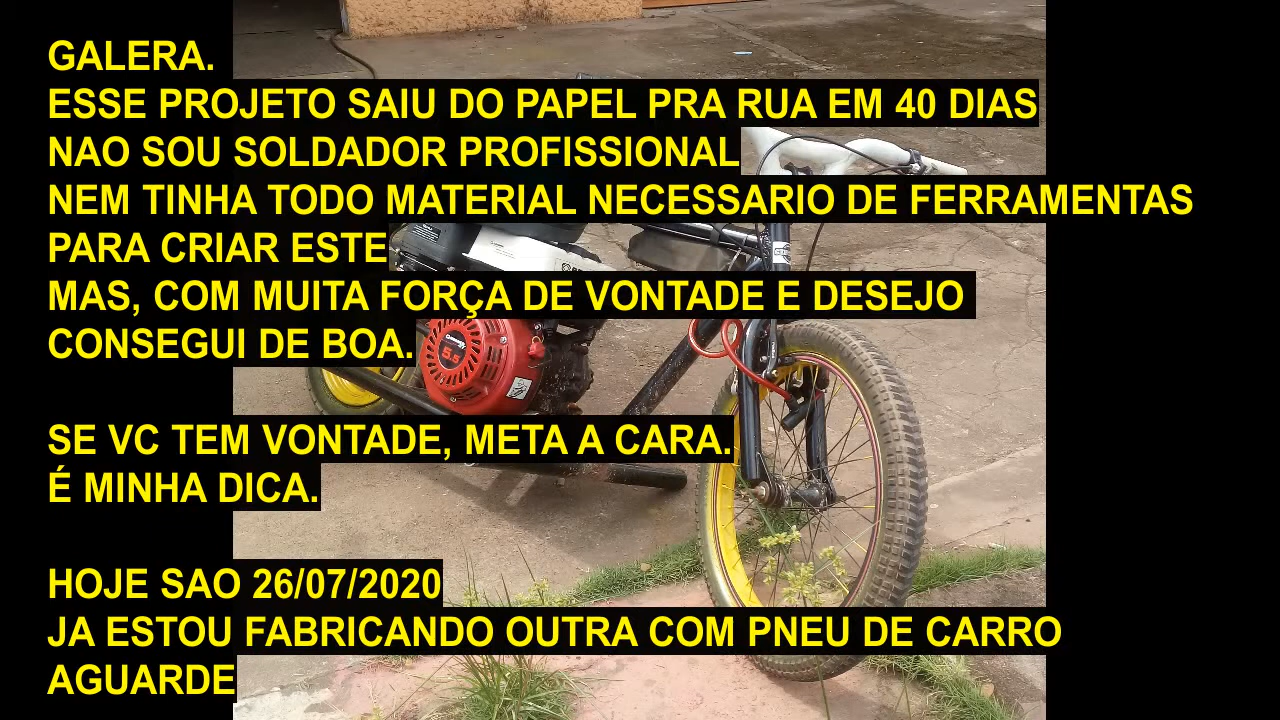 GALERA.
ESSE PROJETO SAIU DO PAPEL PRA RUA EM 40 DIAS
NAO SOU SOLDADOR PROFISSIONAL
NEM TINHA TODO MATERIAL NECESSARIO DE FERRAMENTAS
PARA CRIAR ESTE
MAS, COM MUITA FORÇA DE VONTADE E DESEJO
CONSEGUI DE BOA.
5.5
SE VC TEM VONTADE, META A CARA.
É MINHA DICA.
HOJE SAO 26/07/2020
JA ESTOU FABRICANDO OUTRA COM PNEU DE CARRO
AGUARDE